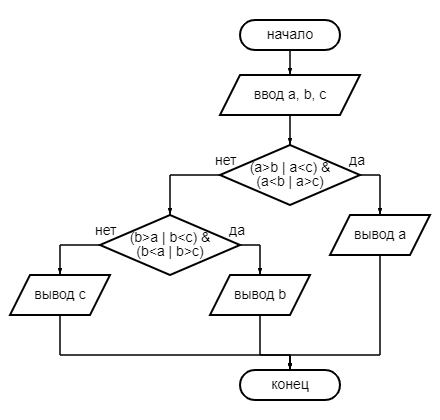 начало
ввод a, b, c
нет
(a>b | a<c) &
(a<b | a>c)
да
нет
(b>a | b<c) &
(b<a | b>c)
да
вывод a
вывод c
вывод b
конец